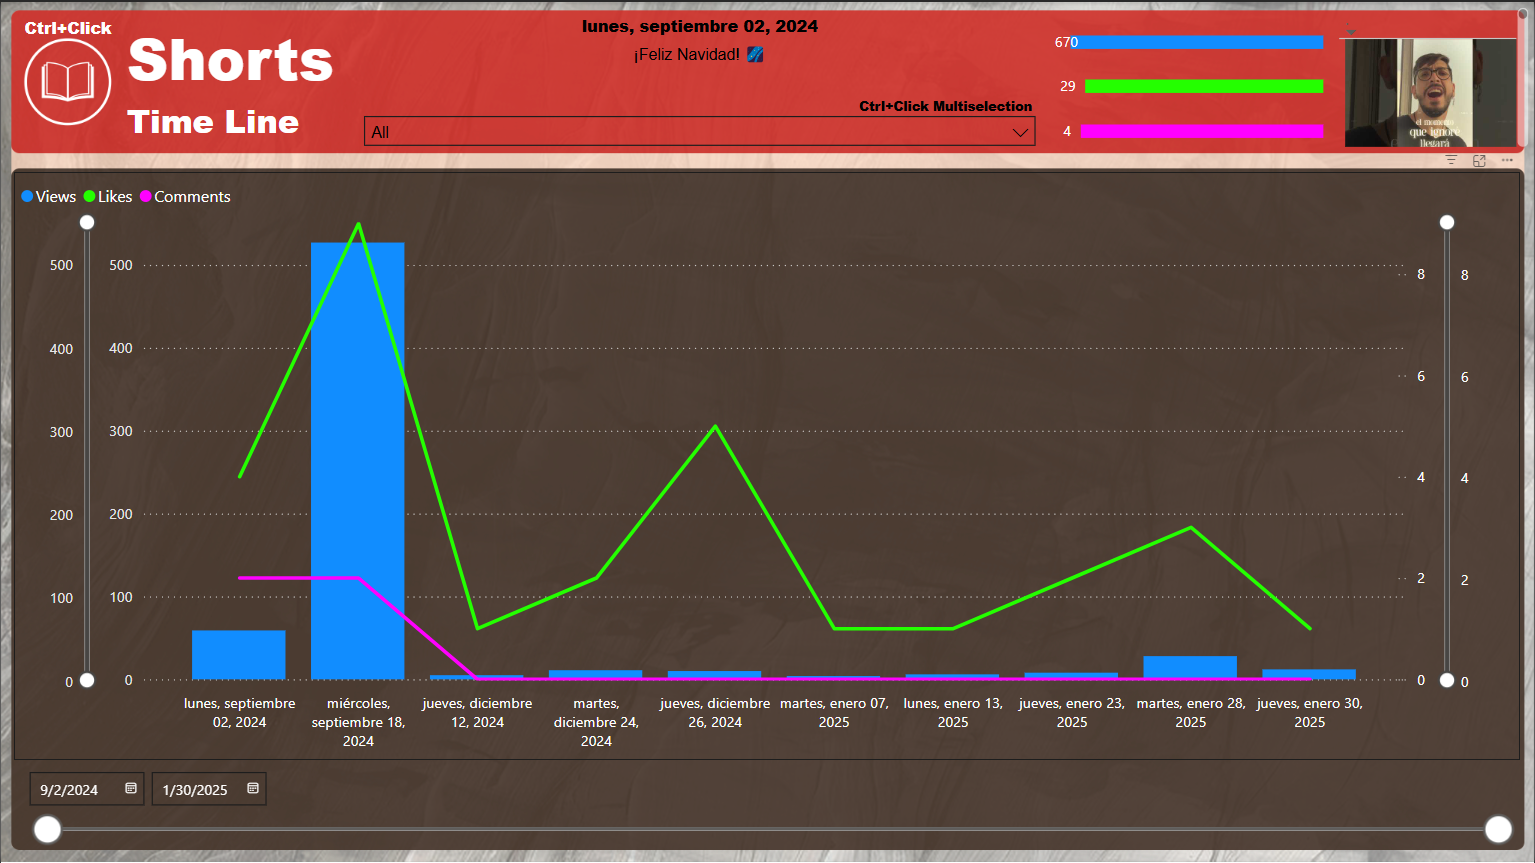 Ctrl+Click
Shorts
Time Line
lunes, septiembre 02, 2024
¡Feliz Navidad!
Ctrl+Click Multiselection
All
670
29
4
el momento
que ignoré
llegará
Views Likes Comments
500 500 8 8
400 400 6 6
300 300 4 4
200 200 2 2
100 100
0 0 0 0
lunes, septiembre
02, 2024
miércoles,
septiembre 18,
2024
jueves, diciembre
12, 2024
martes,
diciembre 24,
2024
jueves, diciembre
26, 2024
martes, enero 07,
2025
lunes, enero 13,
2025
jueves, enero 23,
2025
martes, enero 28,
2025
jueves, enero 30,
2025
9/2/2024
1/30/2025